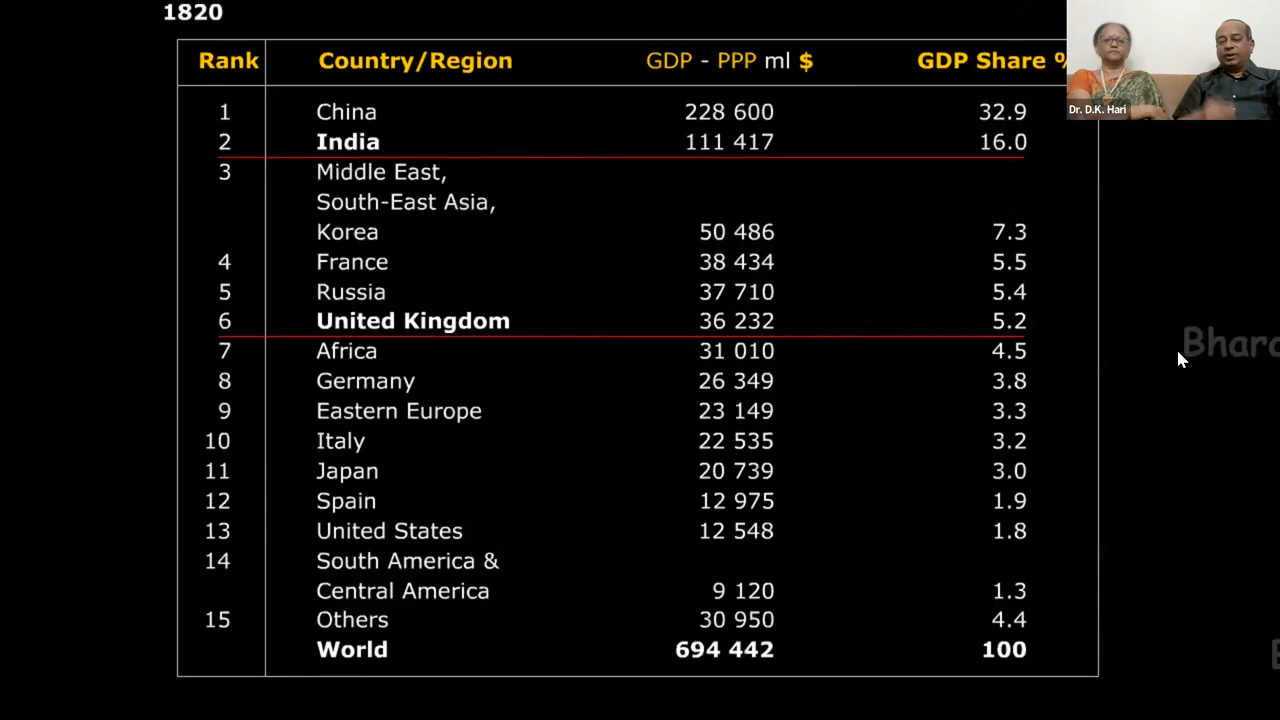 1820
Rank Country/Region GDP - PPP ml $ GDP Share %
1 China 228 600 32.9
2 India 111 417 16.0
3 Middle East,
South-East Asia,
Korea 50 486 7.3
4 France 38 434 5.5
5 Russia 37 710 5.4
6 United Kingdom 36 232 5.2
7 Africa 31 010 4.5
8 Germany 26 349 3.8
9 Eastern Europe 23 149 3.3
10 Italy 22 535 3.2
11 Japan 20 739 3.0
12 Spain 12 975 1.9
13 United States 12 548 1.8
14 South America &
Central America 9 120 1.3
15 Others 30 950 4.4
World 694 442 100
Dr. D.K. Hari